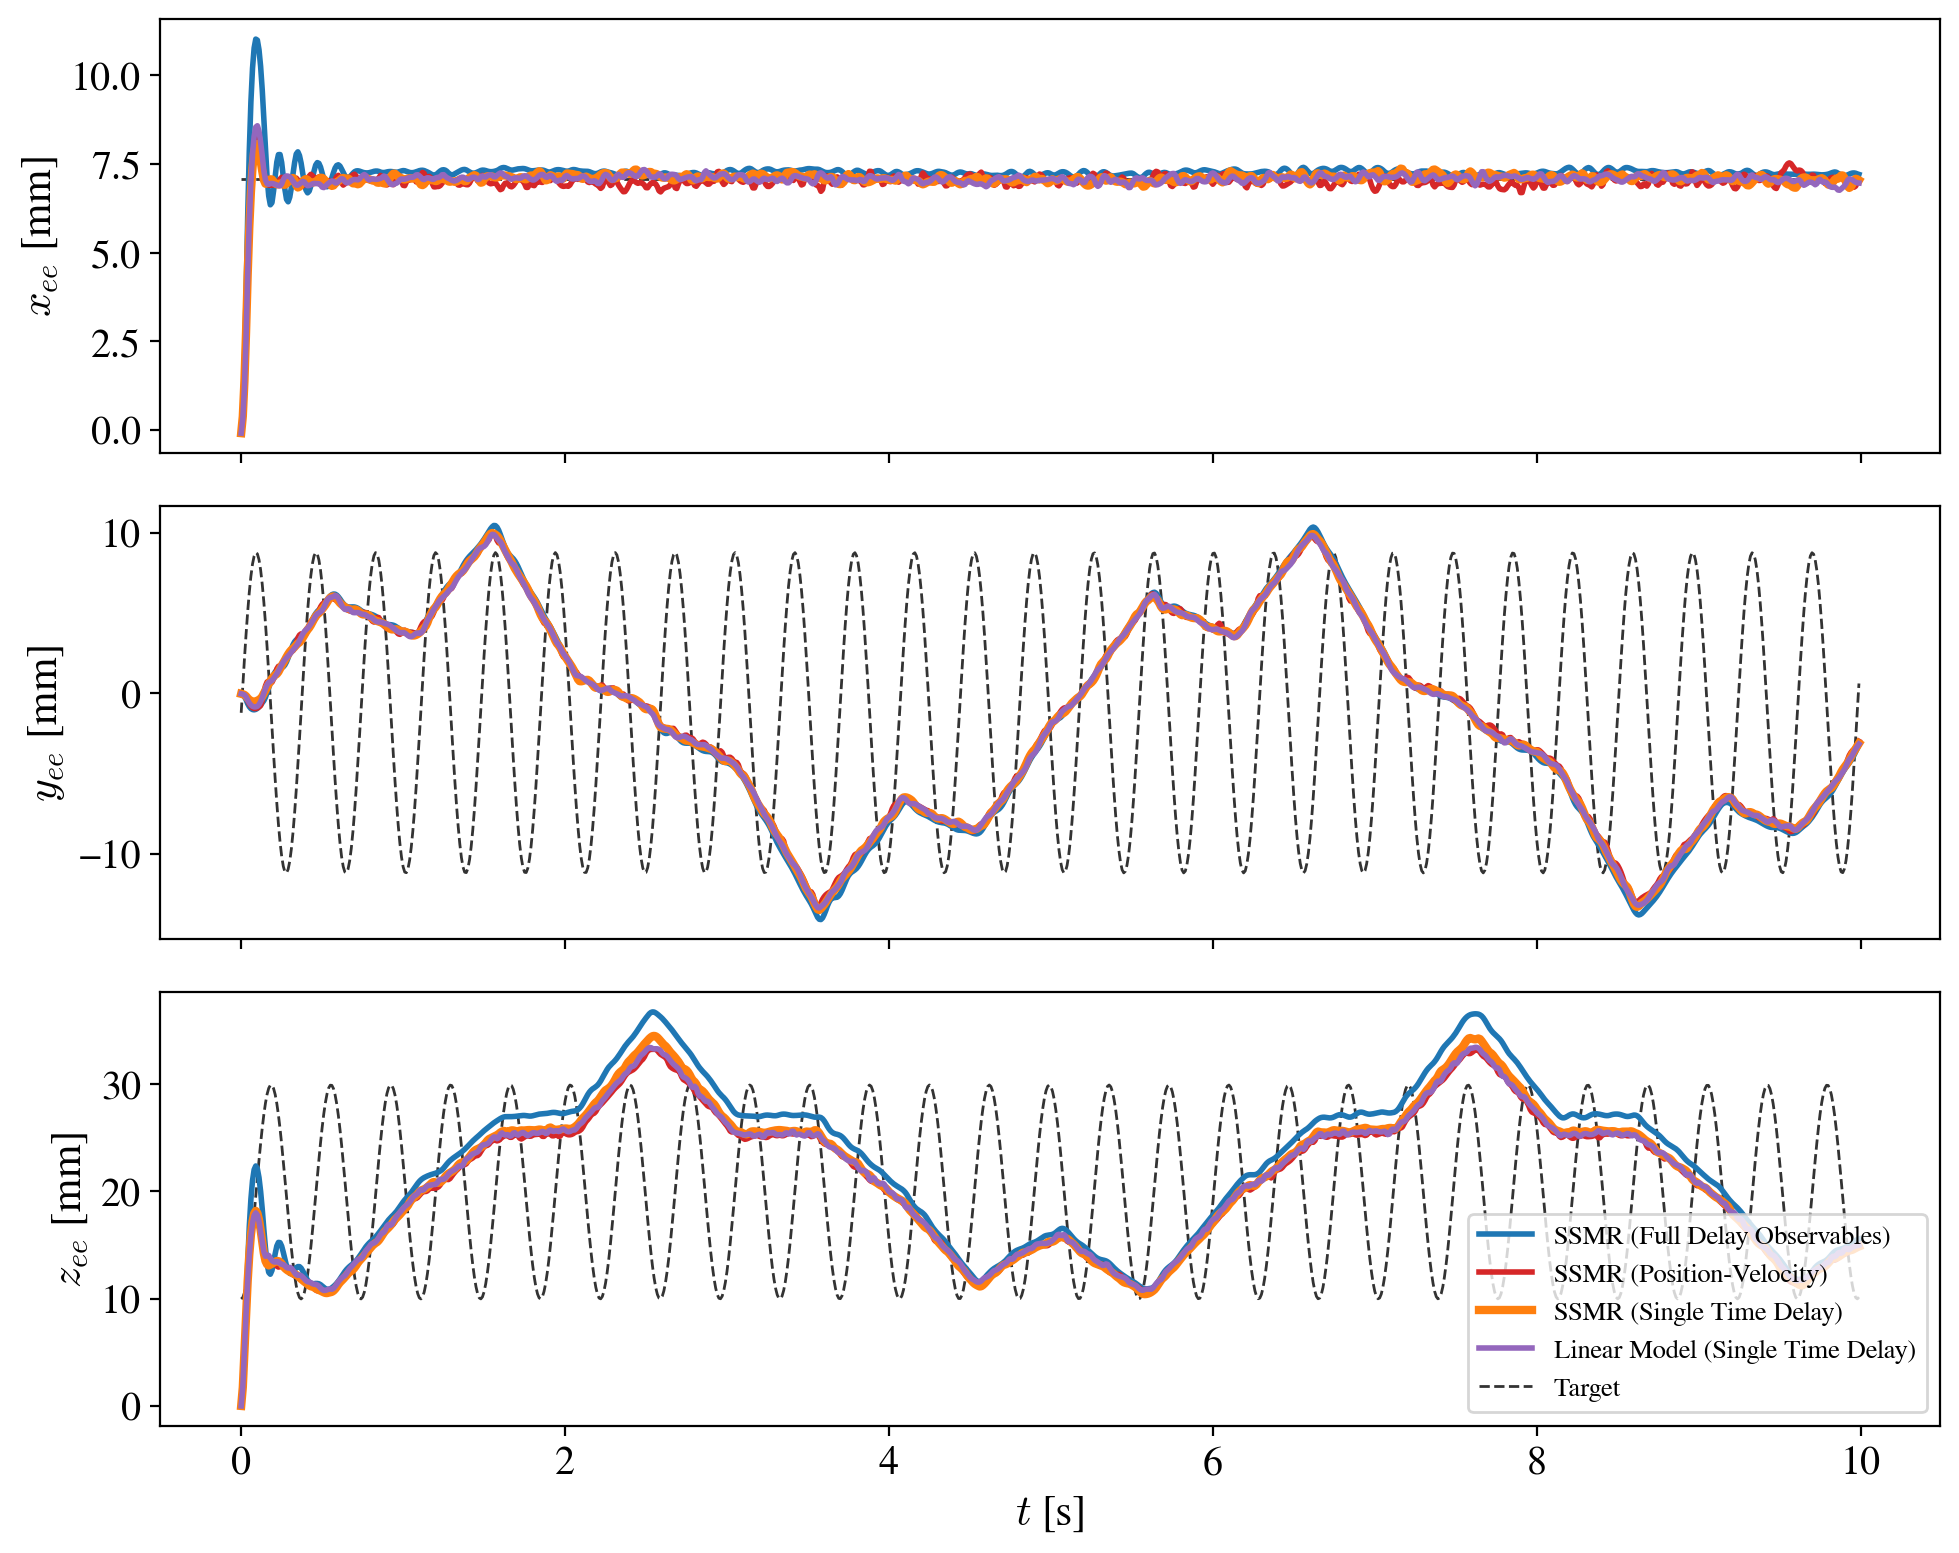 10.0
7.5
5.0
2.5
0.0
x_ee [mm]
10
0
−10
y_ee [mm]
30
20
10
0
z_ee [mm]
SSMR (Full Delay Observables)
SSMR (Position-Velocity)
SSMR (Single Time Delay)
Linear Model (Single Time Delay)
Target
0 2 4 6 8 10
t [s]